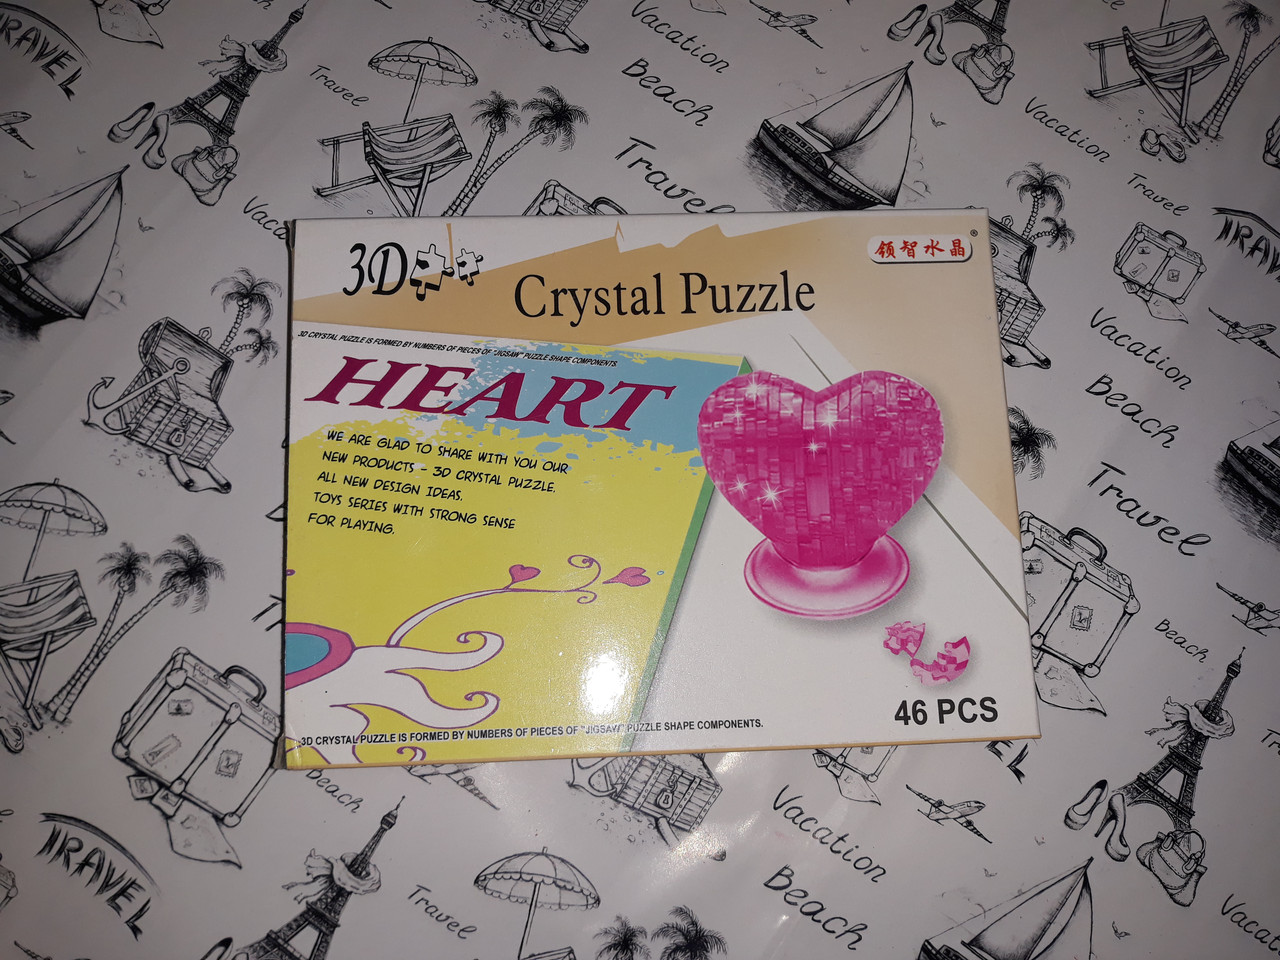 TRAVEL
Travel
Vacation
Beach
Travel
Vacation
Travel
TRAVEL
3D
Crystal Puzzle
领智水晶®
3D CRYSTAL PUZZLE IS FORMED BY NUMBERS OF PIECES OF "JIGSAW" PUZZLE SHAPE COMPONENTS.
HEART
WE ARE GLAD TO SHARE WITH YOU OUR
NEW PRODUCTS - 3D CRYSTAL PUZZLE.
ALL NEW DESIGN IDEAS.
TOYS SERIES WITH STRONG SENSE
FOR PLAYING.
46 PCS
3D CRYSTAL PUZZLE IS FORMED BY NUMBERS OF PIECES OF "JIGSAW" PUZZLE SHAPE COMPONENTS.
Vacation
Beach
Travel
Beach
Beach
TRAVEL
Travel
Vacation
Beach